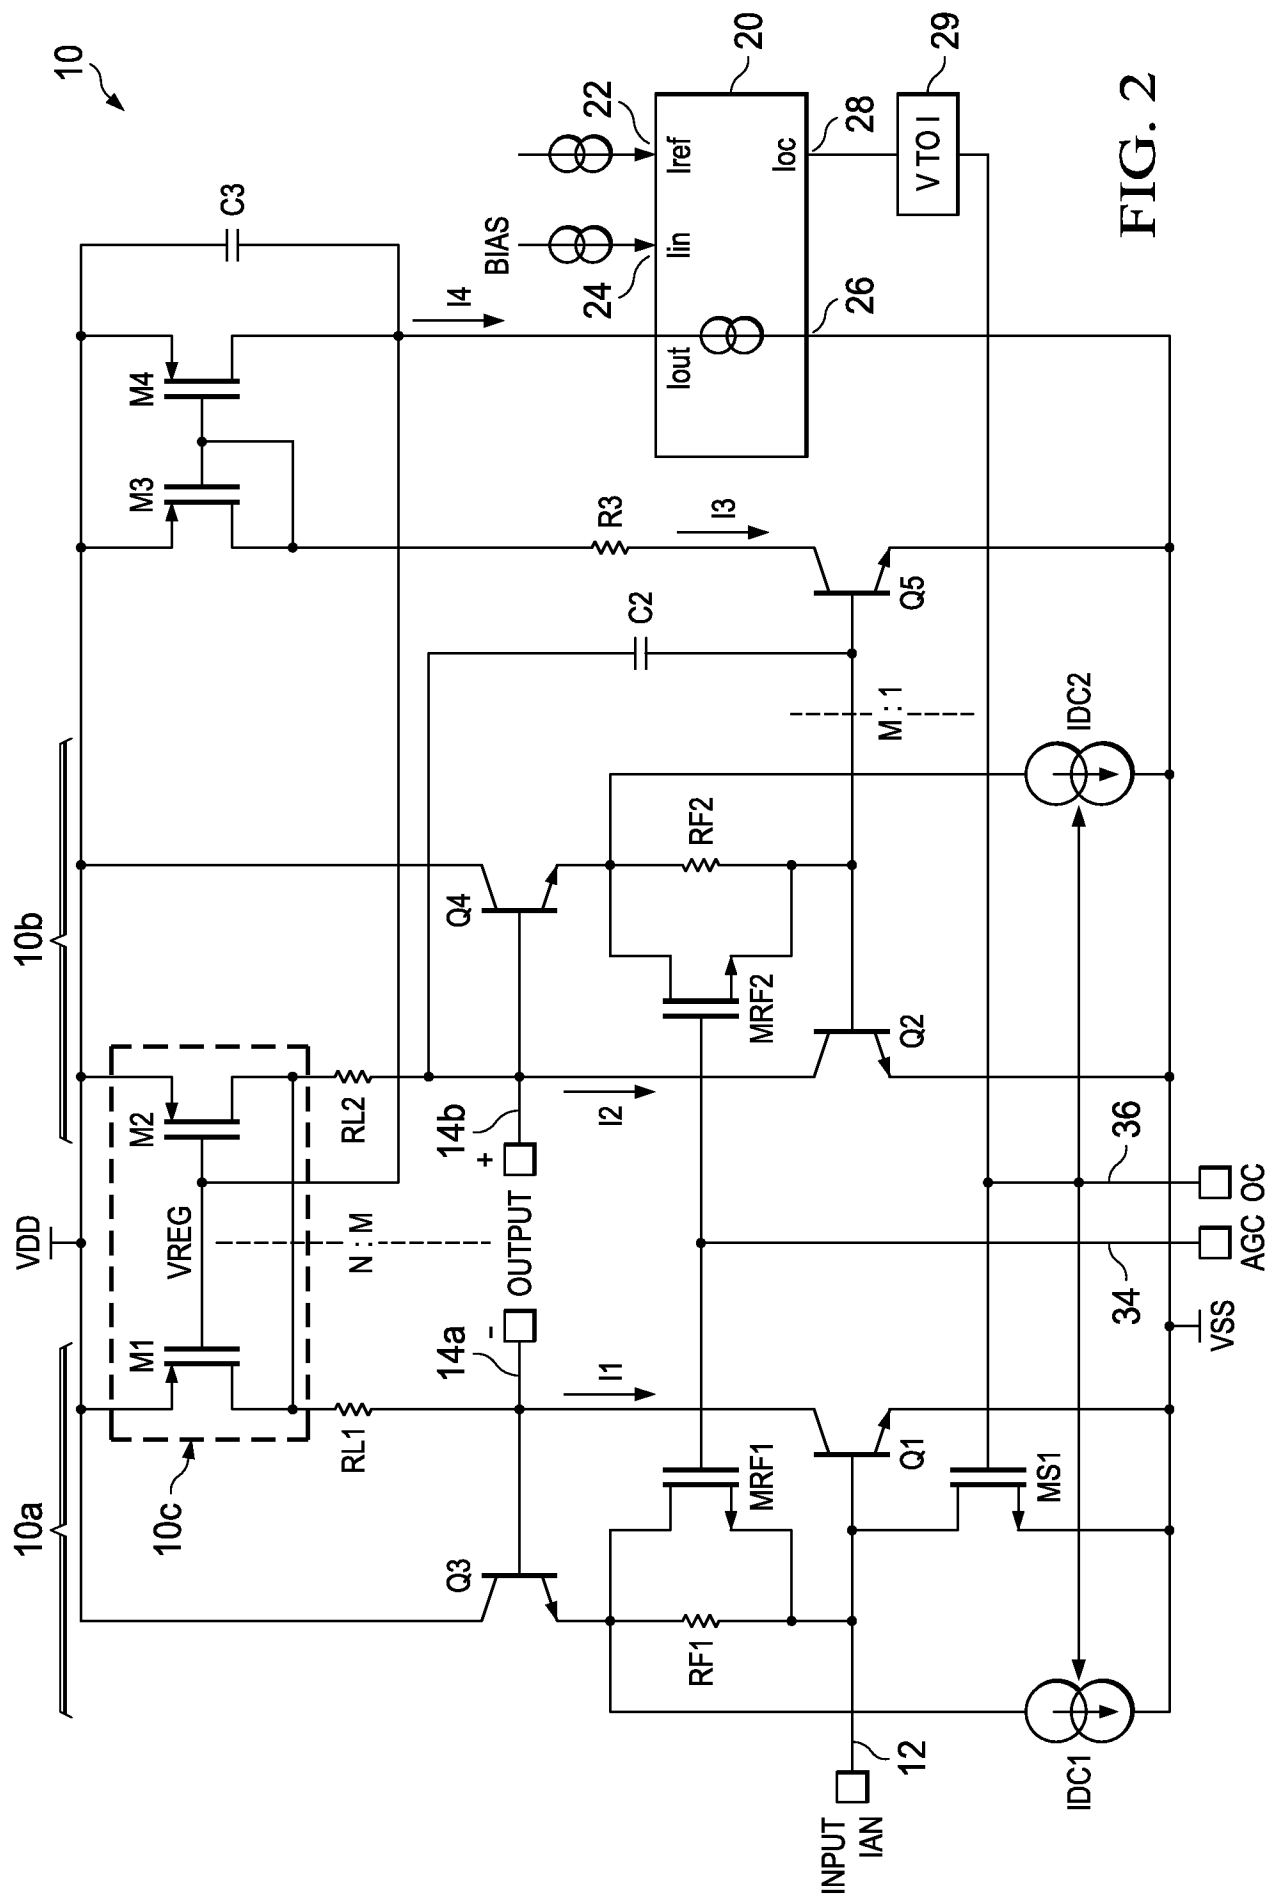 10
10a
10b
VDD
10c
M1
M2
VREG
N : M
RL1
RL2
M3
M4
C3
I4
14a
-
OUTPUT
+
14b
Q3
Q4
I1
I2
RF1
MRF1
MRF2
RF2
C2
R3
I3
BIAS
24
22
20
Iout
Iin
Iref
Ioc
26
28
V TO I
29
INPUT
IAN
12
Q1
Q2
M : 1
Q5
MS1
IDC1
IDC2
34
36
VSS
AGC
OC
FIG. 2